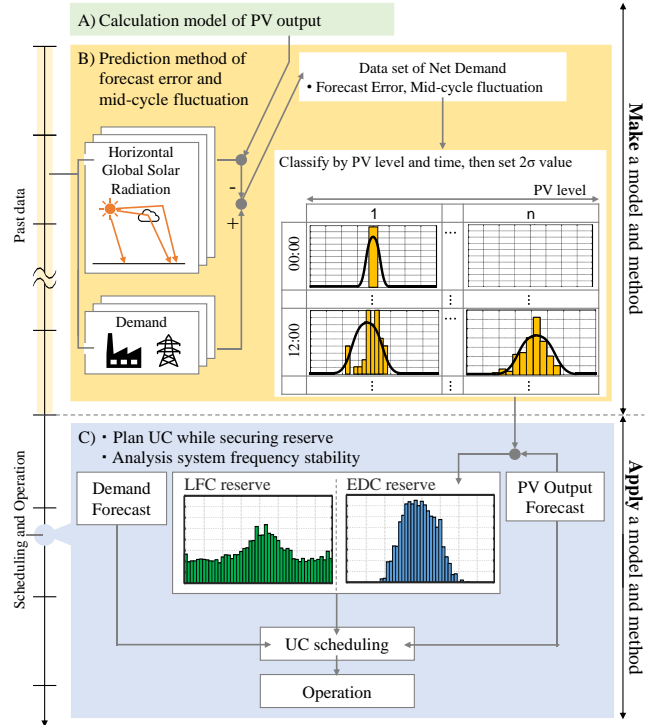 A) Calculation model of PV output
B) Prediction method of
forecast error and
mid-cycle fluctuation
Data set of Net Demand
• Forecast Error, Mid-cycle fluctuation
Horizontal
Global Solar
Radiation
-
+
Demand
Classify by PV level and time, then set 2σ value
PV level
1
...
n
00:00
12:00
...
Past data
Make a model and method
C) ・Plan UC while securing reserve
・Analysis system frequency stability
Demand
Forecast
LFC reserve
EDC reserve
PV Output
Forecast
UC scheduling
Operation
Scheduling and Operation
Apply a model and method